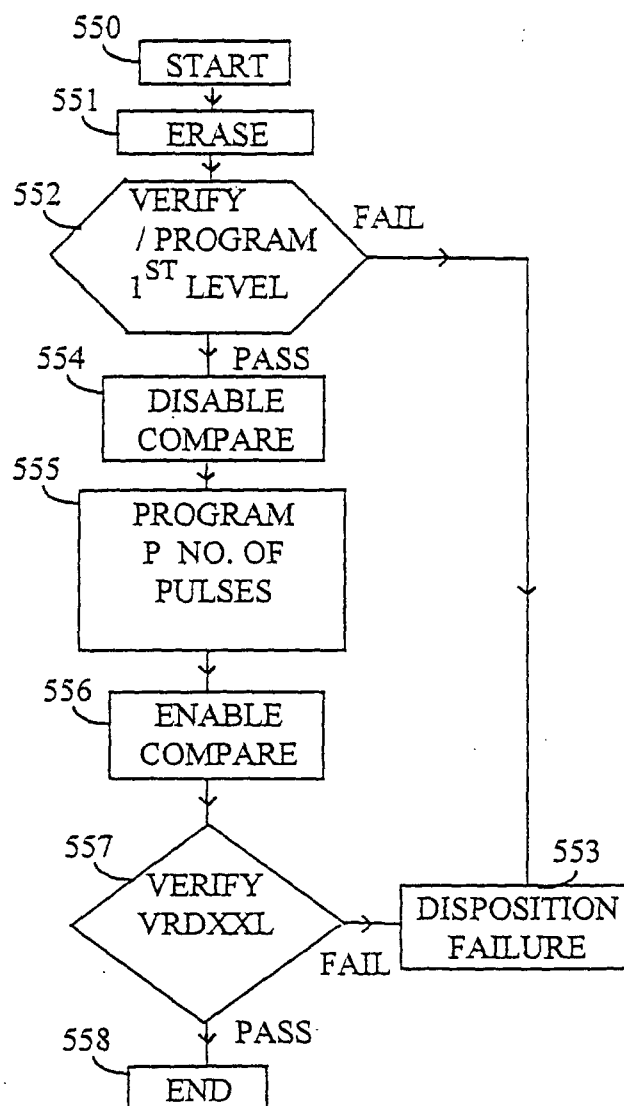 550
START
551
ERASE
552
VERIFY
/ PROGRAM
1ST LEVEL
FAIL
PASS
554
DISABLE
COMPARE
555
PROGRAM
P NO. OF
PULSES
556
ENABLE
COMPARE
557
VERIFY
VRDXXL
FAIL
553
DISPOSITION
FAILURE
PASS
558
END